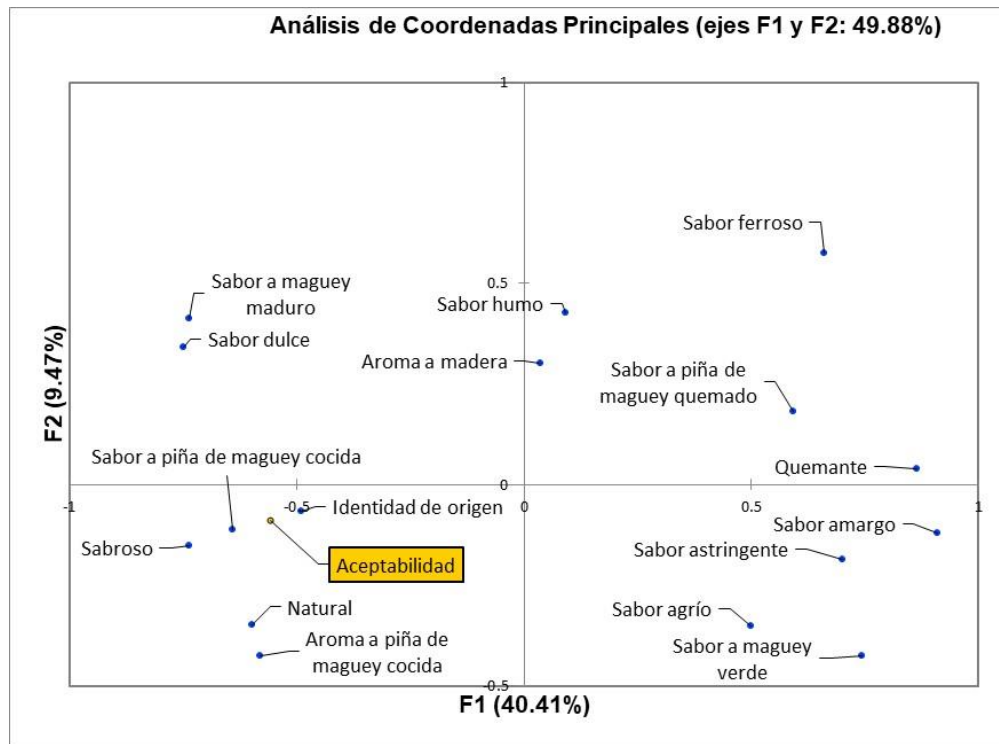 Análisis de Coordenadas Principales (ejes F1 y F2: 49.88%)
1
Sabor ferroso
0.5
Sabor a maguey
maduro
Sabor humo
Sabor dulce
Aroma a madera
Sabor a piña de
maguey quemado
F2 (9.47%)
Sabor a piña de maguey cocida
Quemante
-1
-0.5
0
0.5
1
Identidad de origen
Sabor amargo
Sabroso
Aceptabilidad
Sabor astringente
Natural
Sabor agrío
Aroma a piña de
maguey cocida
Sabor a maguey
verde
-0.5
F1 (40.41%)